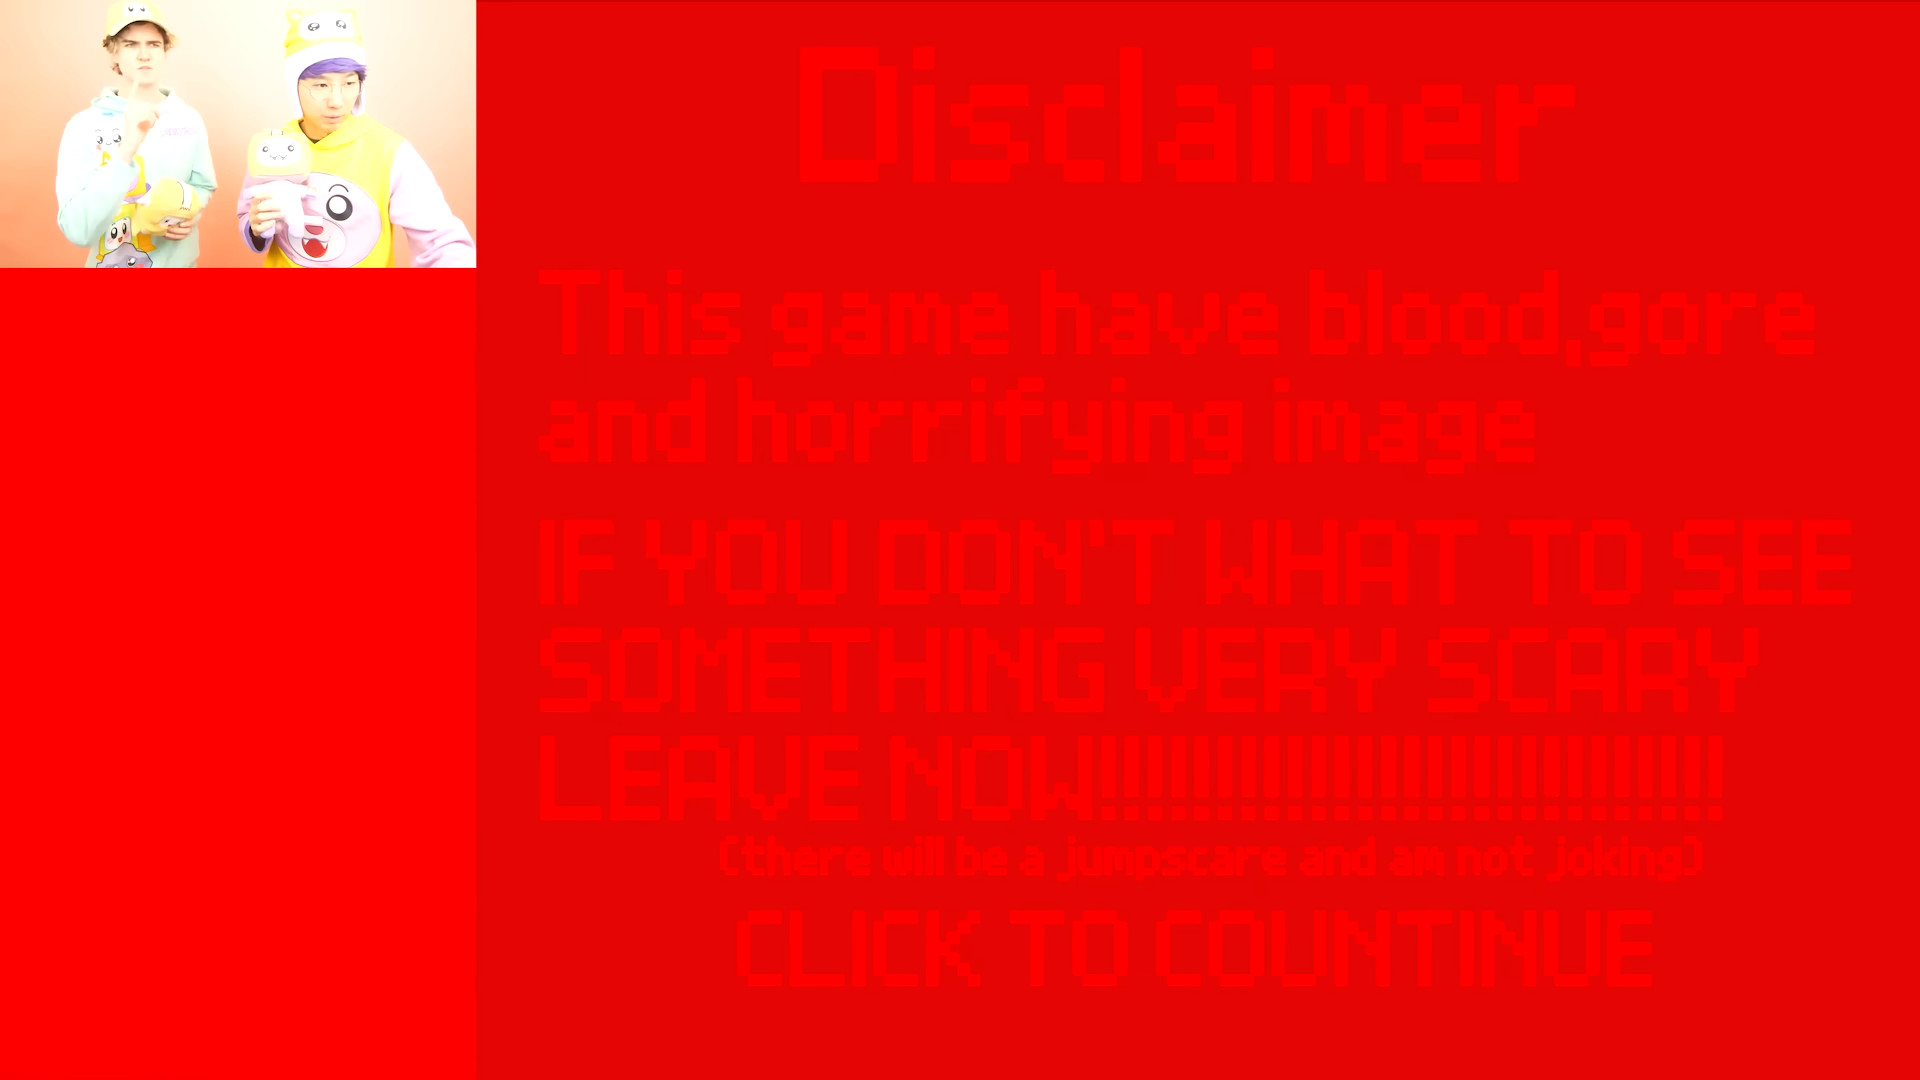 Disclaimer
This game have blood,gore
and horrifying image
IF YOU DON'T WHAT TO SEE
SOMETHING VERY SCARY
LEAVE NOW!!!!!!!!!!!!!!!!!!!!!!!!!!!
(there will be a jumpscare and am not joking)
CLICK TO COUNTINUE